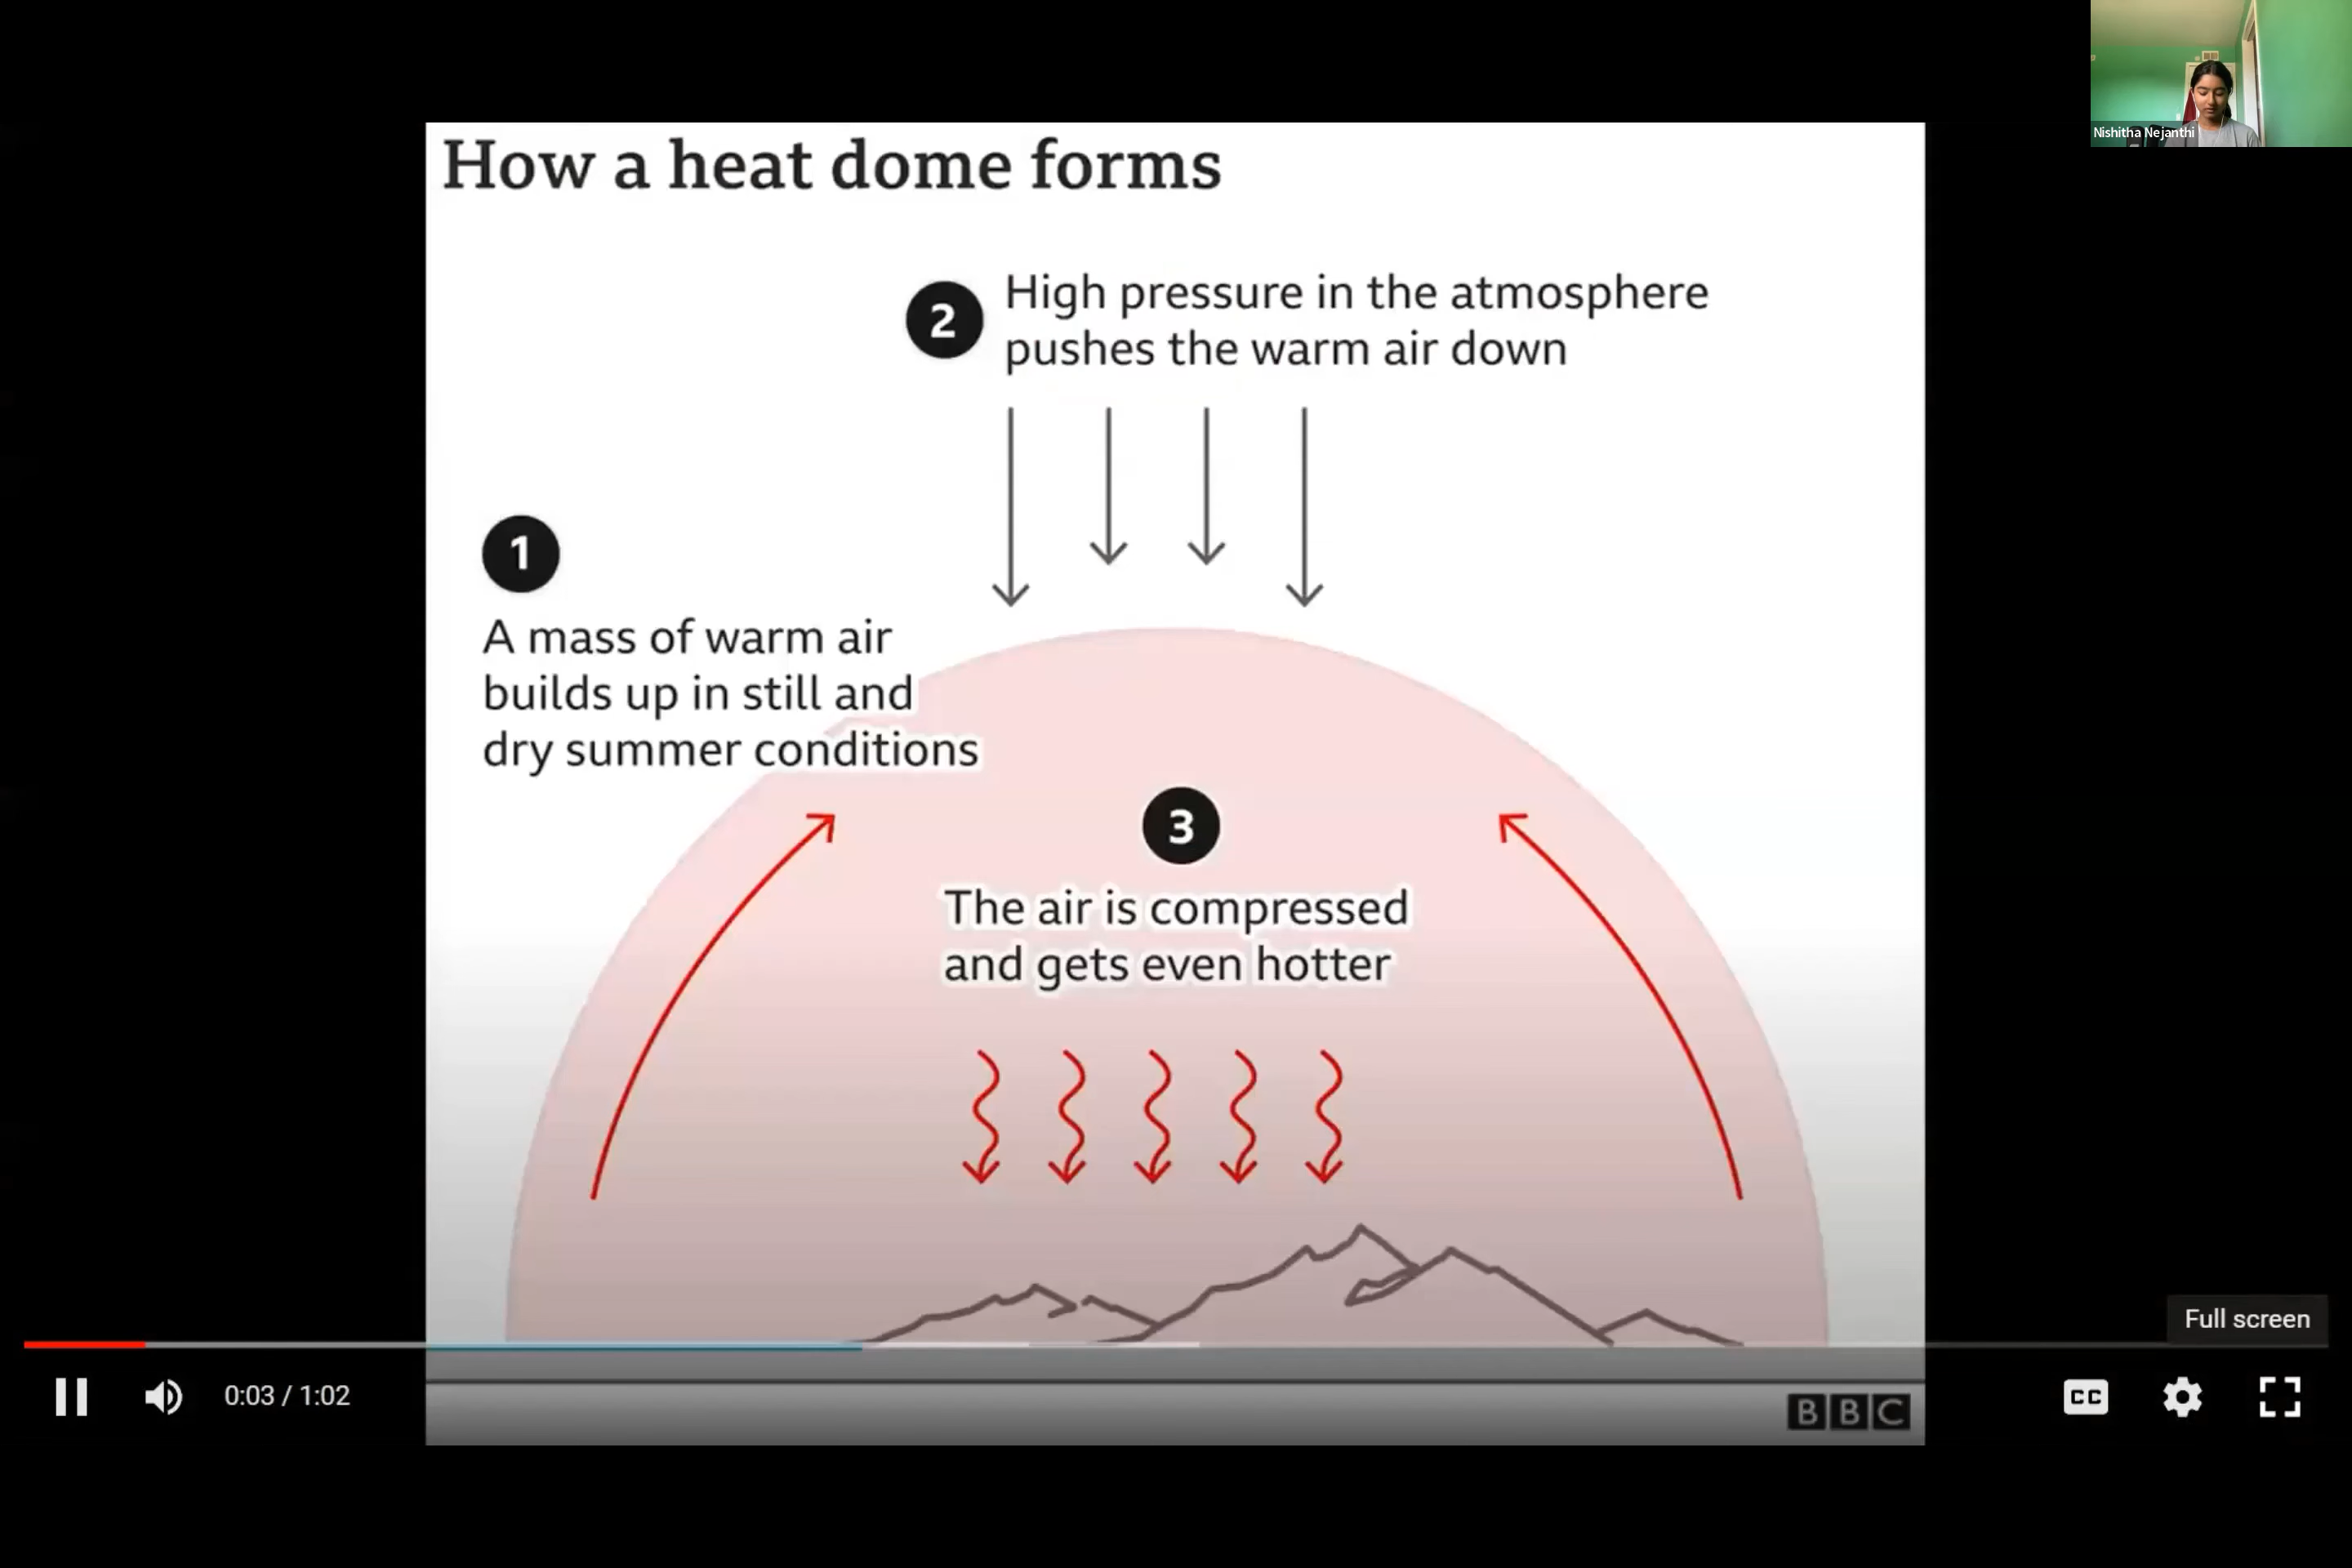 Nishitha Nejanthi
How a heat dome forms
2
High pressure in the atmosphere
pushes the warm air down
1
A mass of warm air
builds up in still and
dry summer conditions
3
The air is compressed
and gets even hotter
Full screen
0:03 / 1:02
CC
BBC